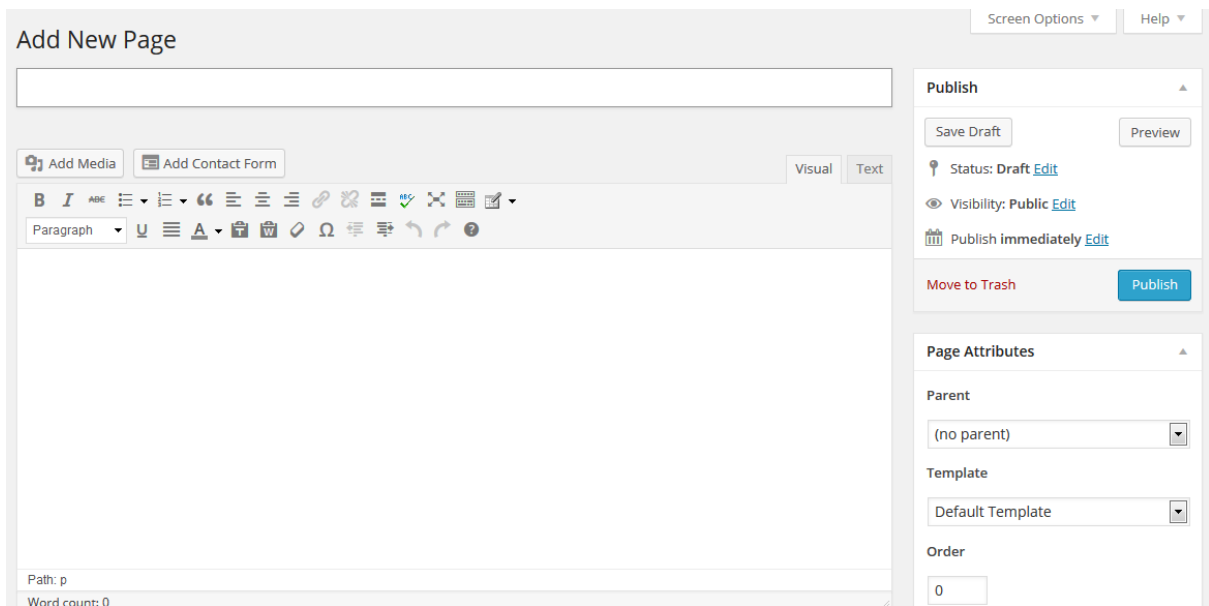 Screen Options
Help
Add New Page
Publish
Save Draft
Preview
Add Media
Add Contact Form
Visual
Text
Status: Draft Edit
B I ABE
ABC
Visibility: Public Edit
Paragraph
U A T W Ω ?
Publish immediately Edit
Move to Trash
Publish
Page Attributes
Parent
(no parent)
Template
Default Template
Order
Path: p
0
Word count: 0